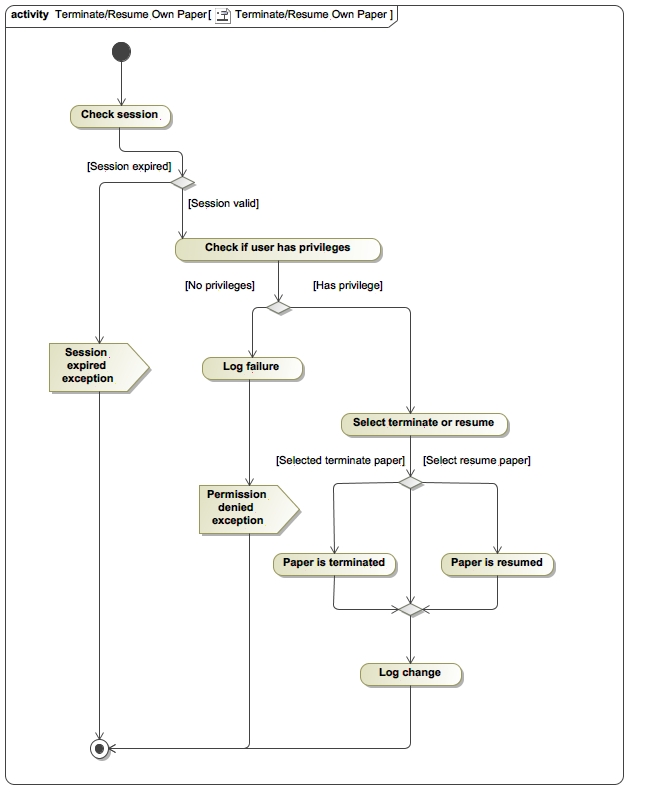 activity Terminate/Resume Own Paper[ Terminate/Resume Own Paper ]
Check session
[Session expired]
[Session valid]
Check if user has privileges
[No privileges]
[Has privilege]
Session
expired
exception
Log failure
Select terminate or resume
[Selected terminate paper]
[Select resume paper]
Permission
denied
exception
Paper is terminated
Paper is resumed
Log change